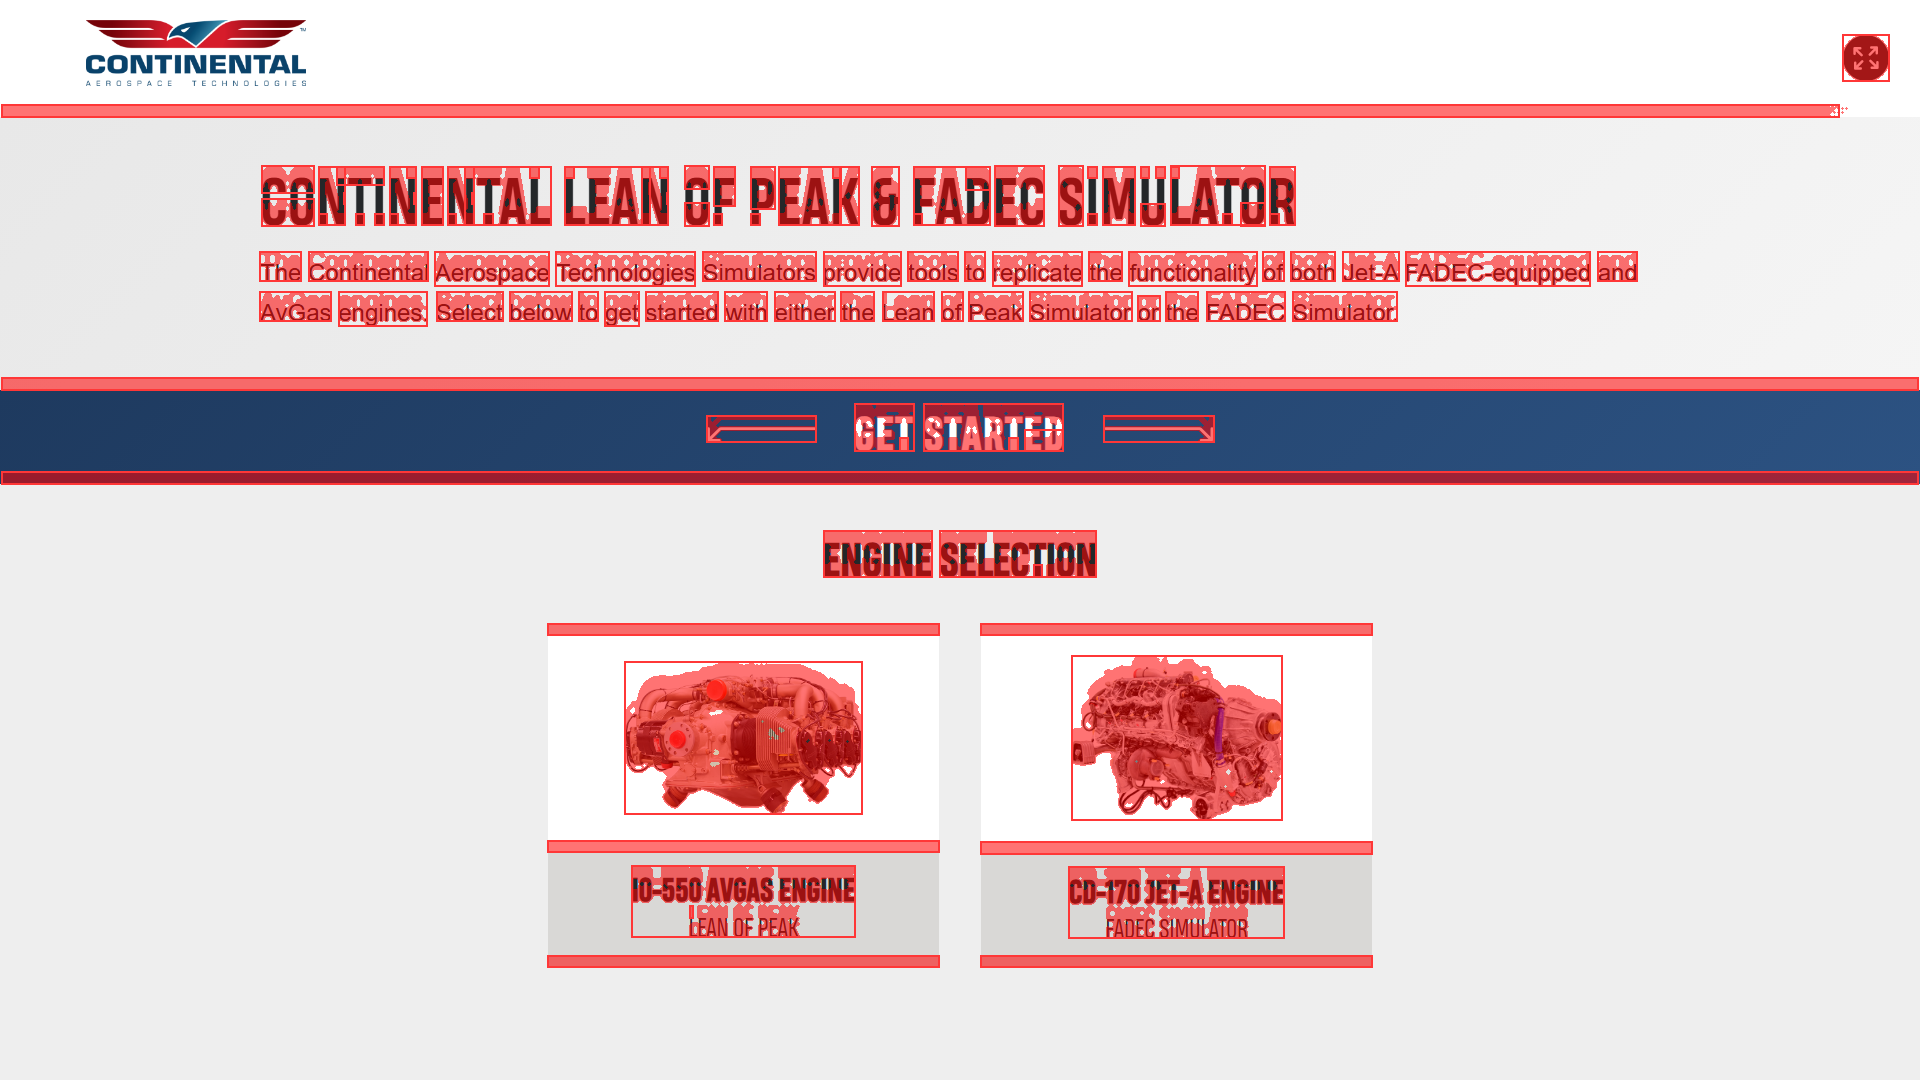 CONTINENTAL™
AEROSPACE TECHNOLOGIES
CONTINENTAL LEAN OF PEAK & FADEC SIMULATOR
The Continental Aerospace Technologies Simulators provide tools to replicate the functionality of both Jet-A FADEC-equipped and
AvGas engines. Select below to get started with either the Lean of Peak Simulator or the FADEC Simulator.
GET STARTED
ENGINE SELECTION
IO-550 AVGAS ENGINE
LEAN OF PEAK
CD-170 JET-A ENGINE
FADEC SIMULATOR